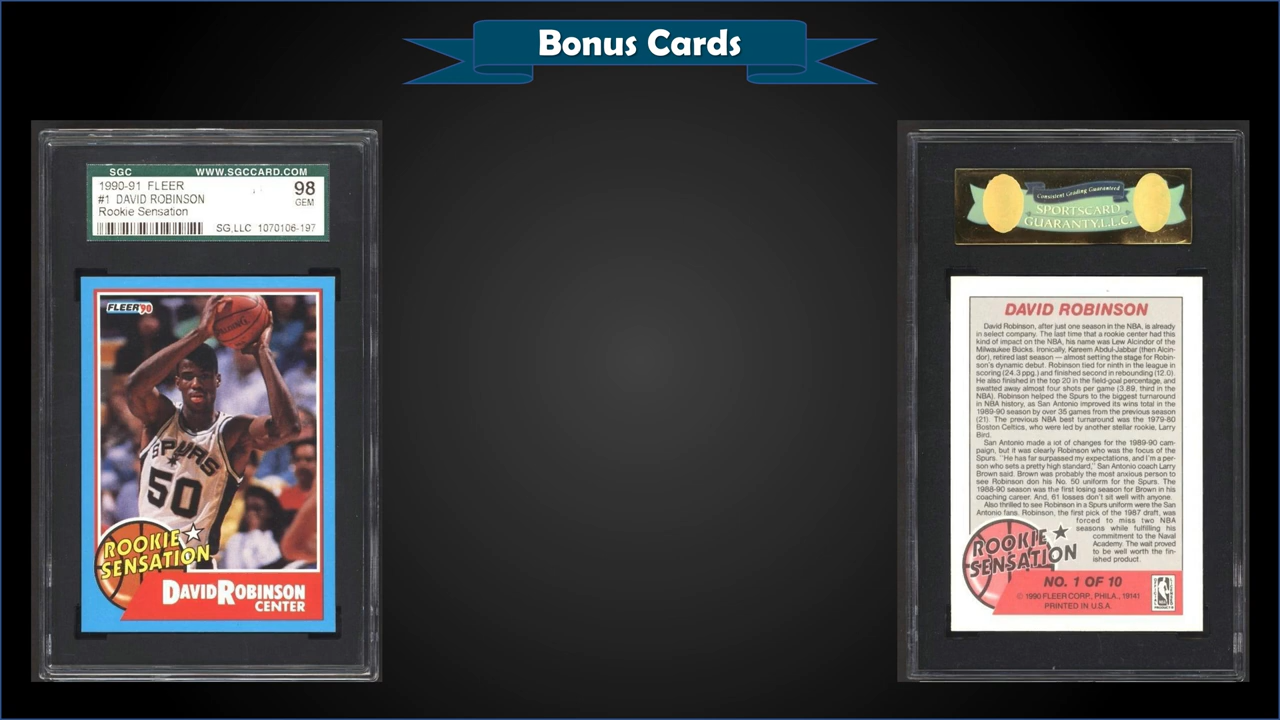 Bonus Cards
SGC WWW.SGCCARD.COM
1990-91 FLEER 98
#1 DAVID ROBINSON GEM
Rookie Sensation
SG,LLC 1070106-197
FLEER '90
SPALDING
SPURS
50
ROOKIE
SENSATION
DAVID ROBINSON
CENTER
Consistent Grading Guaranteed
SPORTSCARD
GUARANTY,L.L.C.
DAVID ROBINSON
David Robinson, after just one season in the NBA, is already
in select company. The last time that a rookie center had this
kind of impact on the NBA, his name was Lew Alcindor of the
Milwaukee Bucks. Ironically, Kareem Abdul-Jabbar (then Alcin-
dor), retired last season — almost setting the stage for Robin-
son's dynamic debut. Robinson tied for ninth in the league in
scoring (24.3 ppg.) and finished second in rebounding (12.0).
He also finished in the top 20 in the field-goal percentage, and
swatted away almost four shots per game (3.89, third in the
NBA). Robinson helped the Spurs to the biggest turnaround
in NBA history, as San Antonio improved its wins total in the
1989-90 season by over 35 games from the previous season
(21). The previous NBA best turnaround was the 1979-80
Boston Celtics, who were led by another stellar rookie, Larry
Bird.
San Antonio made a lot of changes for the 1989-90 cam-
paign, but it was clearly Robinson who was the focus of the
Spurs. "He has far surpassed my expectations, and I'm a per-
son who sets a pretty high standard," San Antonio coach Larry
Brown said. Brown was probably the most anxious person to
see Robinson don his No. 50 uniform for the Spurs. The
1988-90 season was the first losing season for Brown in his
coaching career. And, 61 losses don't sit well with anyone.
Also thrilled to see Robinson in a Spurs uniform were the San
Antonio fans. Robinson, the first pick of the 1987 draft, was
forced to miss two NBA
seasons while fulfilling his
commitment to the Naval
Academy. The wait proved
to be well worth the fin-
ished product.
ROOKIE
SENSATION
NO. 1 OF 10
© 1990 FLEER CORP., PHILA., 19141
PRINTED IN U.S.A.